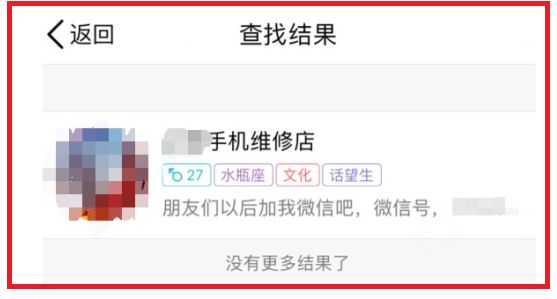 返回
查找结果
手机维修店
27 水瓶座 文化 话望生
朋友们以后加我微信吧，微信号，
没有更多结果了